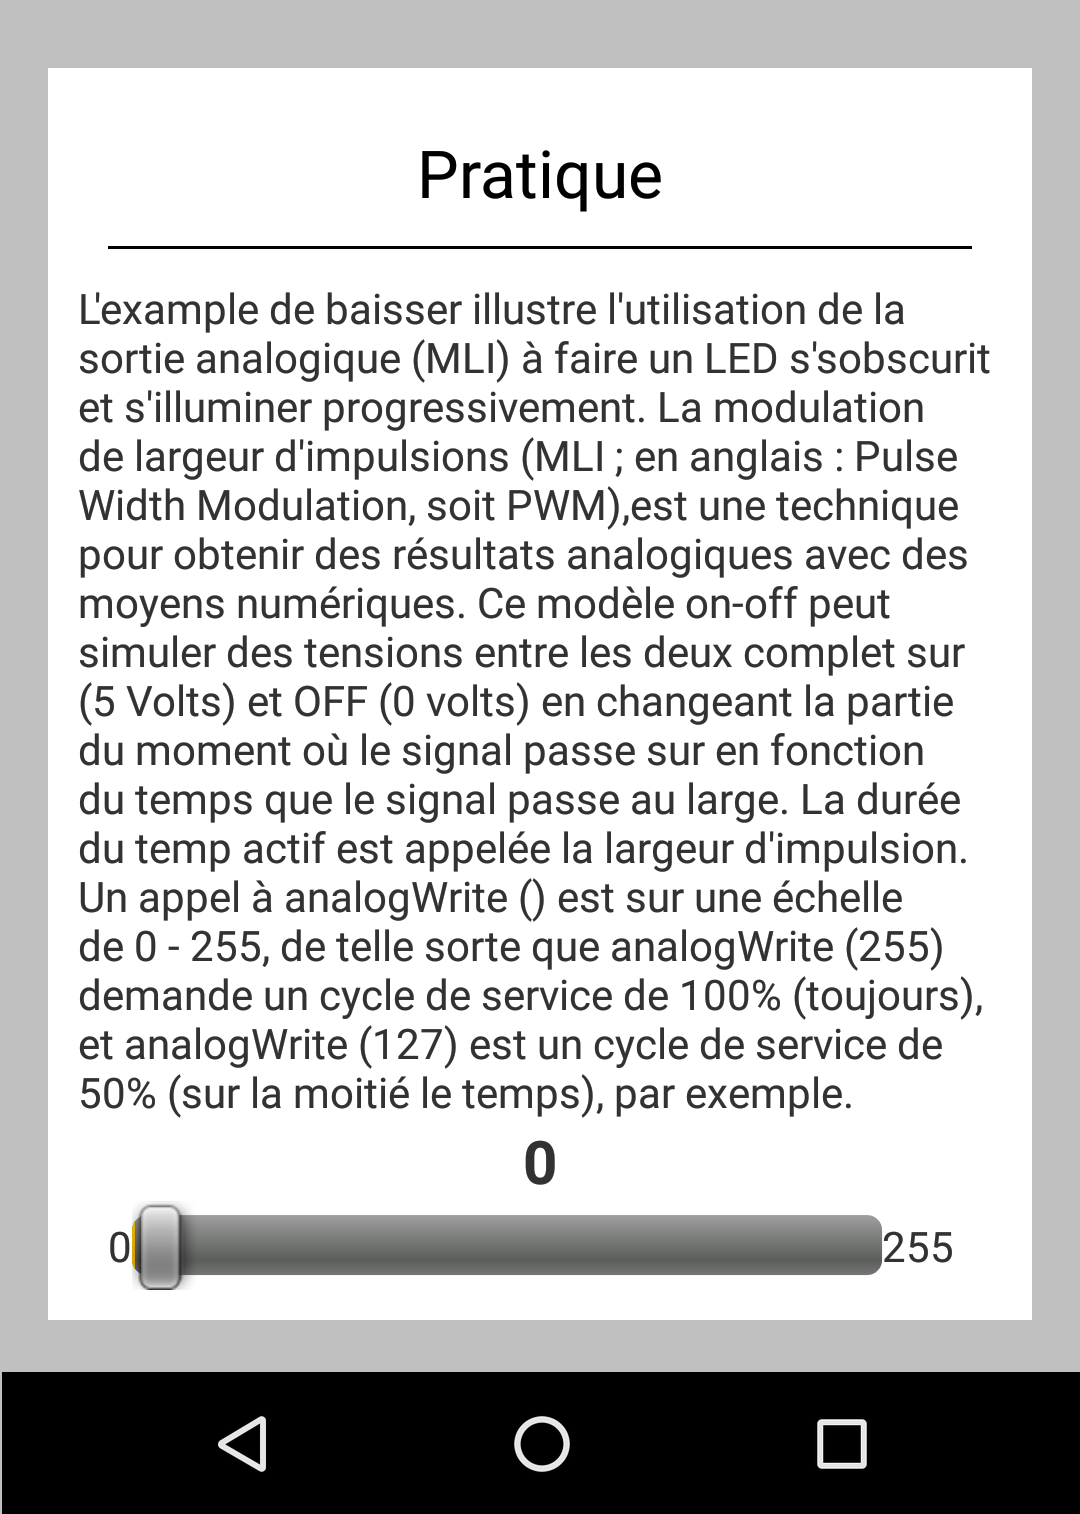 Pratique
L'example de baisser illustre l'utilisation de la
sortie analogique (MLI) à faire un LED s'sobscurit
et s'illuminer progressivement. La modulation
de largeur d'impulsions (MLI ; en anglais : Pulse
Width Modulation, soit PWM),est une technique
pour obtenir des résultats analogiques avec des
moyens numériques. Ce modèle on-off peut
simuler des tensions entre les deux complet sur
(5 Volts) et OFF (0 volts) en changeant la partie
du moment où le signal passe sur en fonction
du temps que le signal passe au large. La durée
du temp actif est appelée la largeur d'impulsion.
Un appel à analogWrite () est sur une échelle
de 0 - 255, de telle sorte que analogWrite (255)
demande un cycle de service de 100% (toujours),
et analogWrite (127) est un cycle de service de
50% (sur la moitié le temps), par exemple.
0
0 255